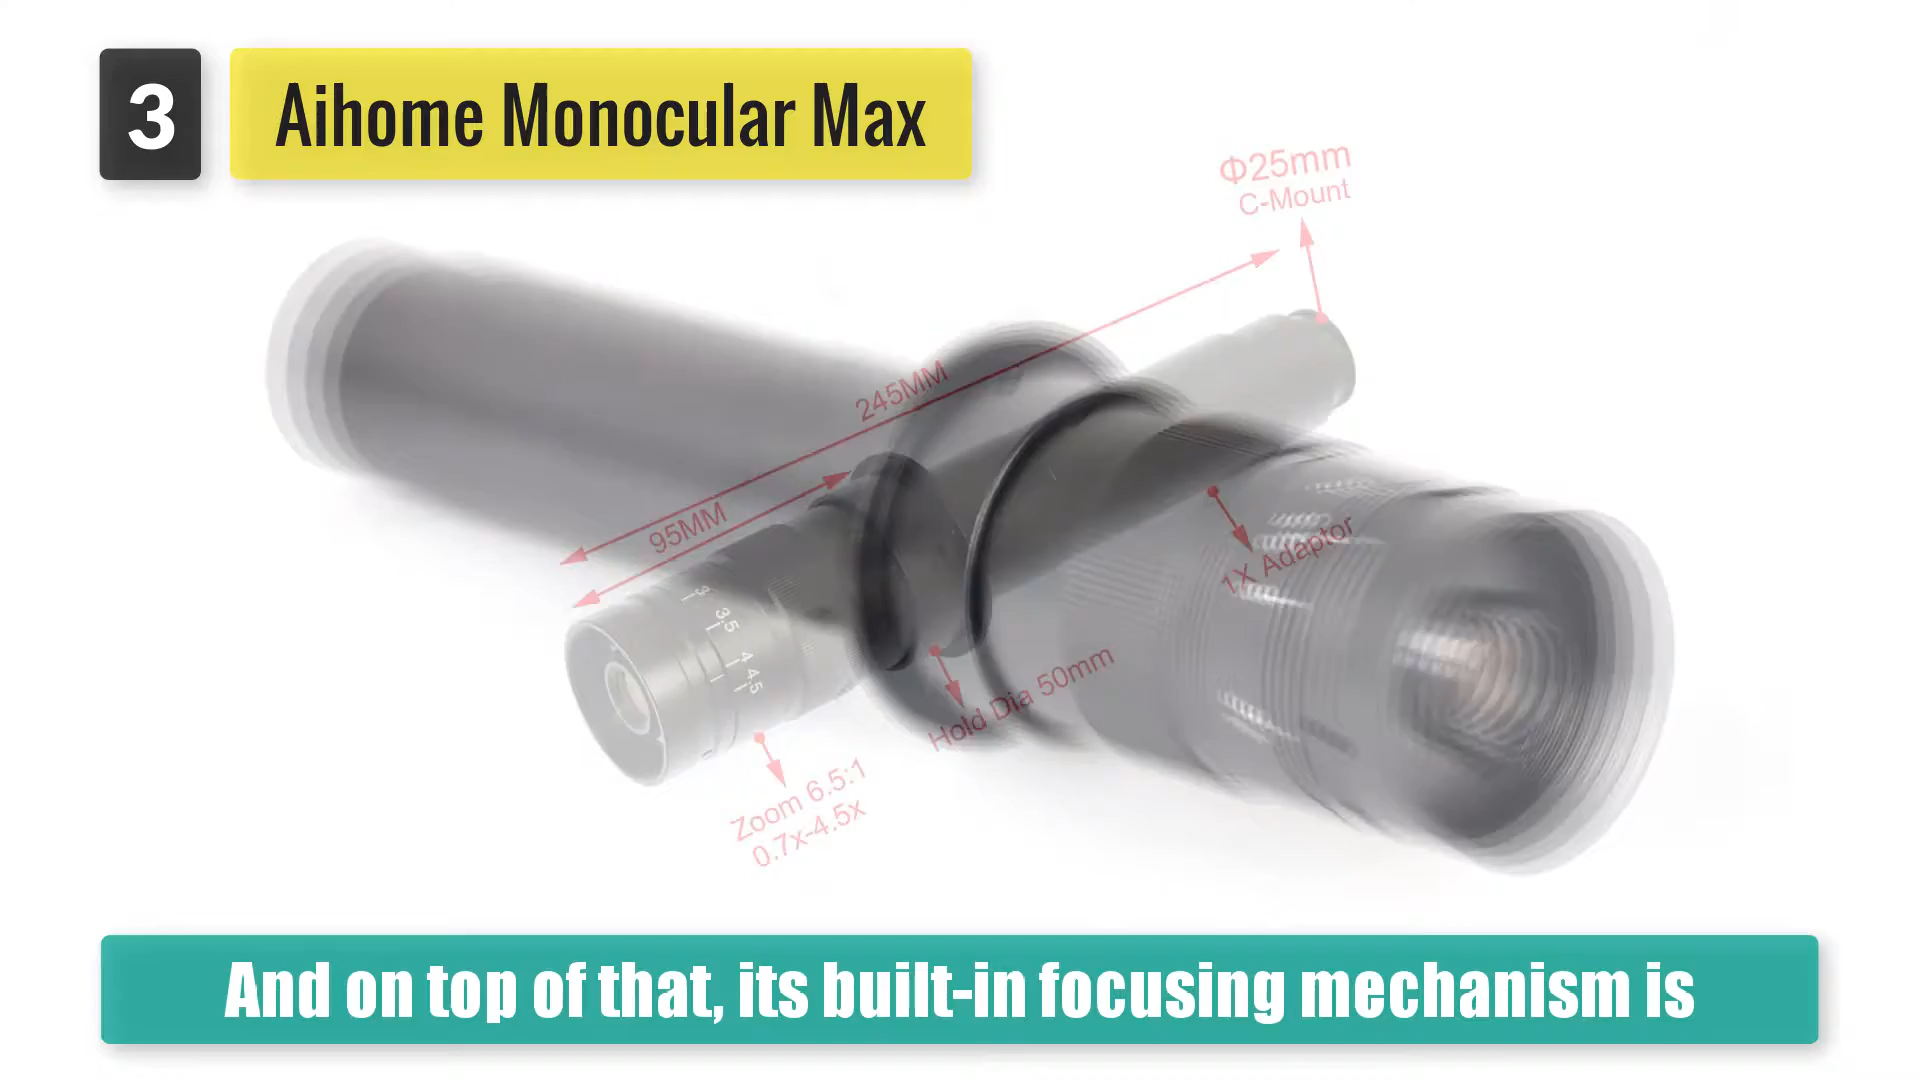 3
Aihome Monocular Max
Φ25mm
C-Mount
245MM
95MM
1X Adaptor
3
3.5
4
4.5
Hold Dia 50mm
Zoom 6.5:1
0.7x-4.5x
And on top of that, its built-in focusing mechanism is